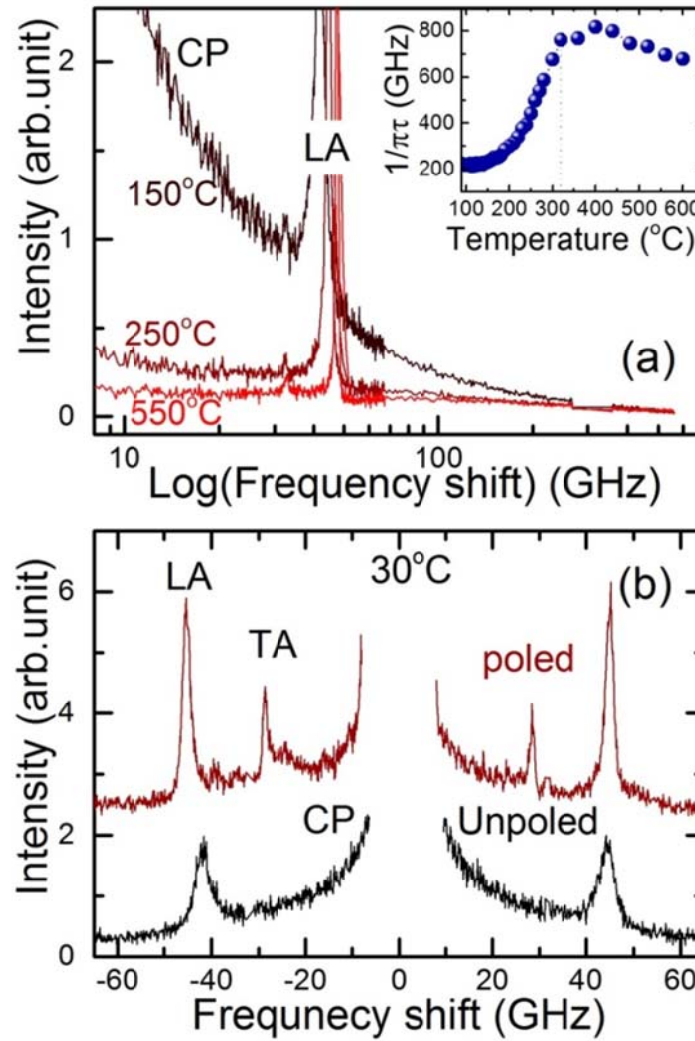 2
1
0
Intensity (arb.unit)
CP
LA
150°C
250°C
550°C
(a)
10
100
Log(Frequency shift) (GHz)
800
600
400
200
1/πτ (GHz)
100 200 300 400 500 600
Temperature (°C)
6
4
2
0
Intensity (arb.unit)
LA
30°C
(b)
TA
poled
CP
Unpoled
-60 -40 -20 0 20 40 60
Frequnecy shift (GHz)